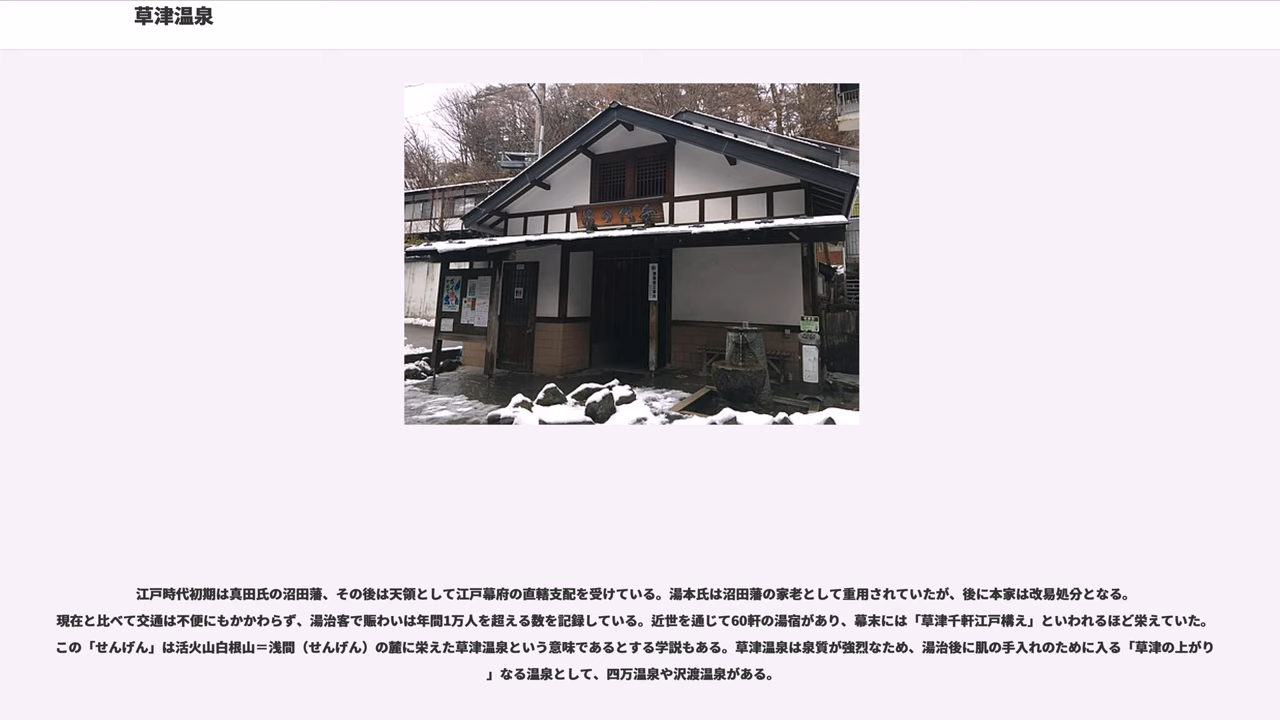 草津温泉
千代の湯
江戸時代初期は真田氏の沼田藩、その後は天領として江戸幕府の直轄支配を受けている。湯本氏は沼田藩の家老として重用されていたが、後に本家は改易処分となる。
現在と比べて交通は不便にもかかわらず、湯治客で賑わいは年間1万人を超える数を記録している。近世を通じて60軒の湯宿があり、幕末には「草津千軒江戸構え」といわれるほど栄えていた。
この「せんげん」は活火山白根山＝浅間（せんげん）の麓に栄えた草津温泉という意味であるとする学説もある。草津温泉は泉質が強烈なため、湯治後に肌の手入れのために入る「草津の上がり
」なる温泉として、四万温泉や沢渡温泉がある。